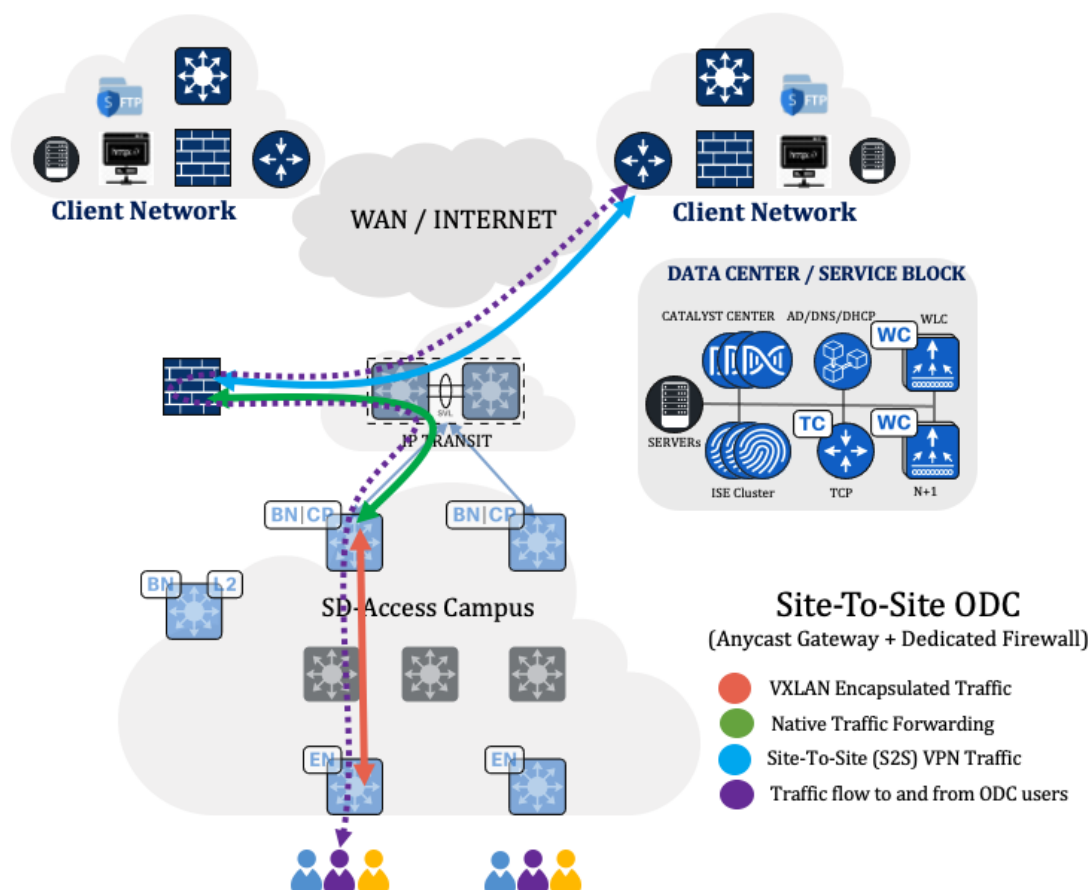 S FTP
Client Network
WAN / INTERNET
S FTP
Client Network
DATA CENTER / SERVICE BLOCK
CATALYST CENTER
AD/DNS/DHCP
WLC
WC
SERVERs
TC
WC
ISE Cluster
TCP
N+1
SVL
IP TRANSIT
BN|CP
BN|CP
BN
L2
SD-Access Campus
EN
EN
Site-To-Site ODC
(Anycast Gateway + Dedicated Firewall)
VXLAN Encapsulated Traffic
Native Traffic Forwarding
Site-To-Site (S2S) VPN Traffic
Traffic flow to and from ODC users